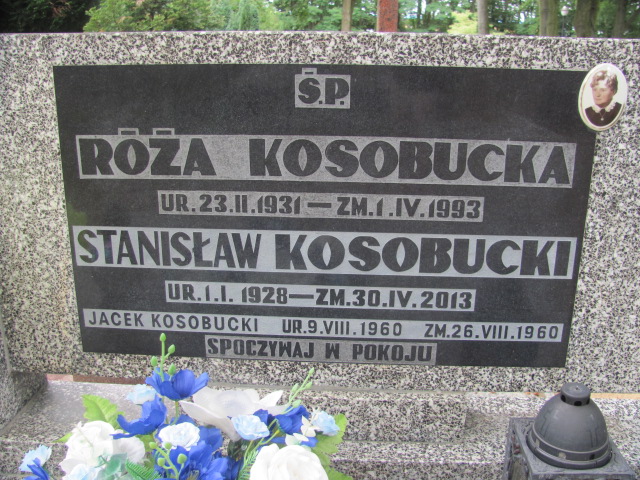 Ś.P.
RÓŻA KOSOBUCKA
UR. 23.II.1931 — ZM.1.IV.1993
STANISŁAW KOSOBUCKI
UR.1.I. 1928 — ZM.30.IV.2013
JACEK KOSOBUCKI UR.9.VIII.1960 ZM.26.VIII.1960
SPOCZYWAJ W POKOJU